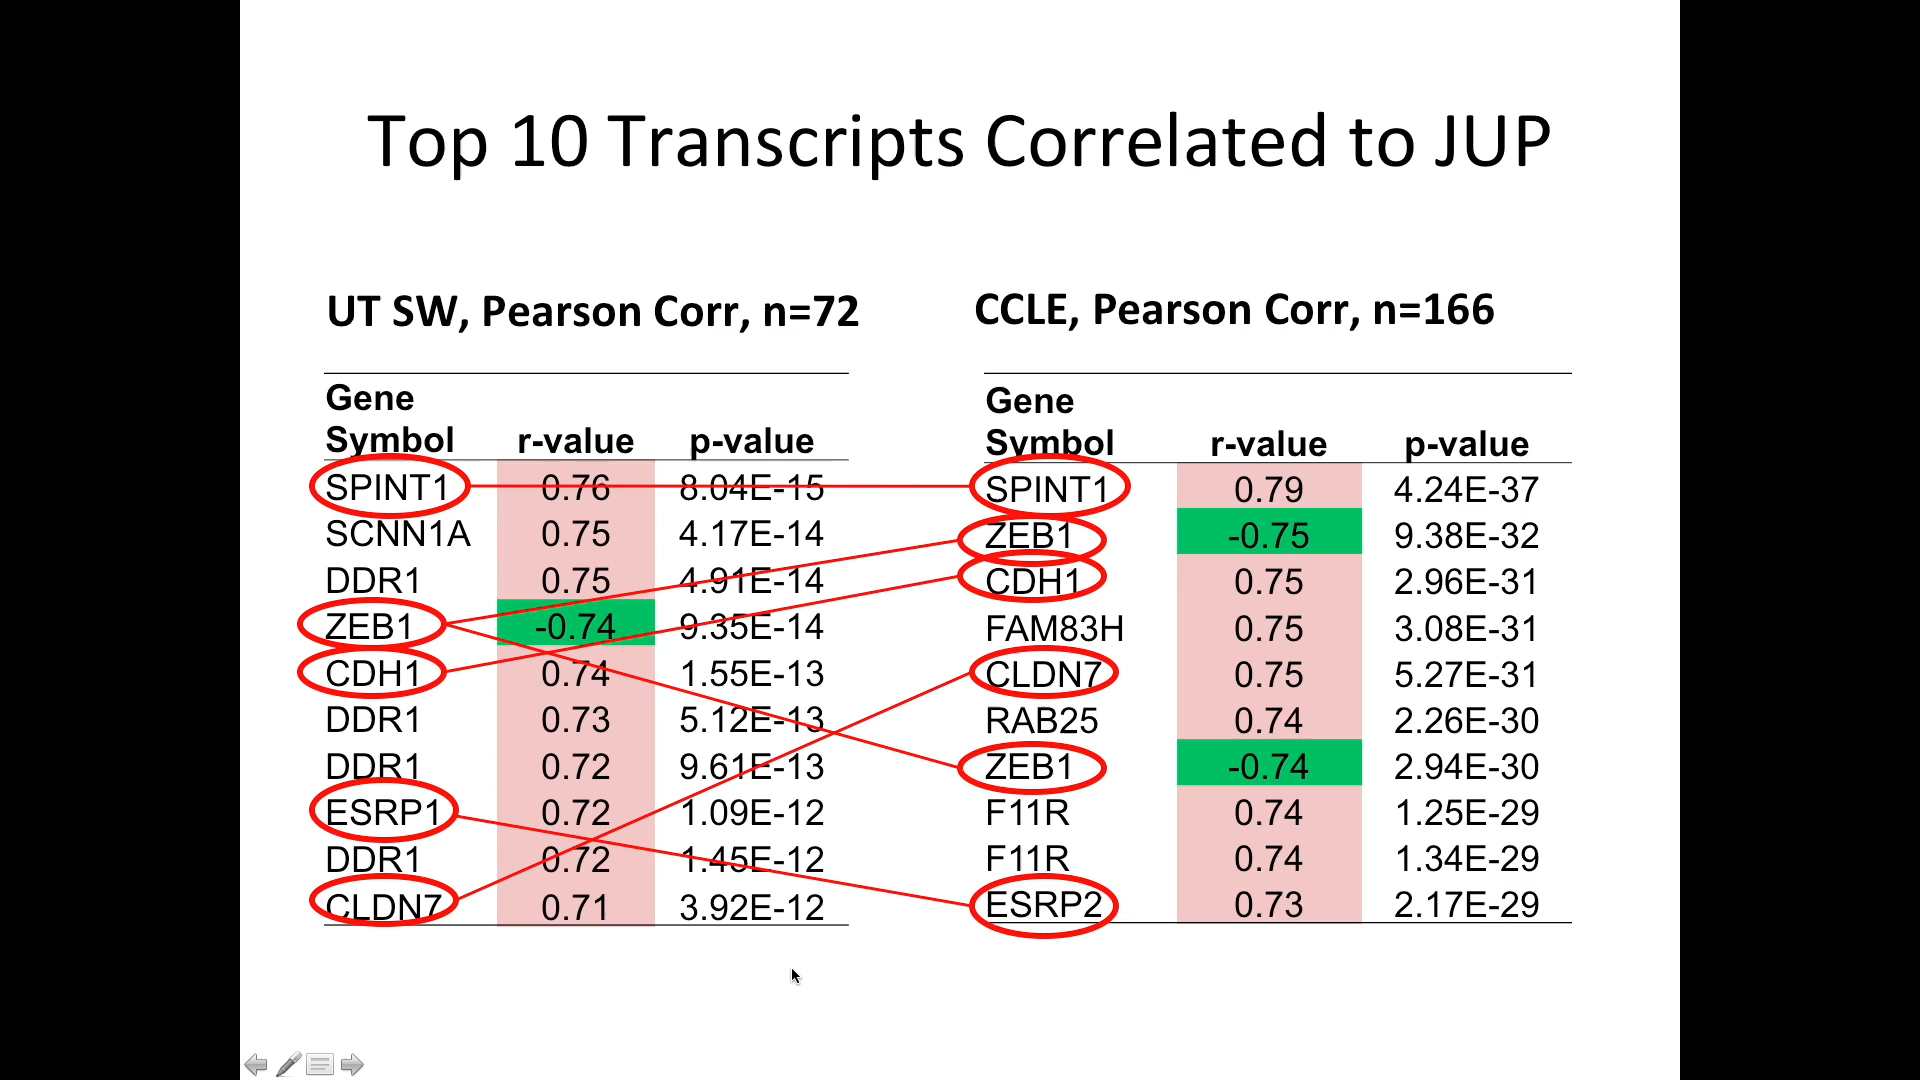 Top 10 Transcripts Correlated to JUP
UT SW, Pearson Corr, n=72
Gene
Symbol r-value p-value
SPINT1 0.76 8.04E-15
SCNN1A 0.75 4.17E-14
DDR1 0.75 4.91E-14
ZEB1 -0.74 9.35E-14
CDH1 0.74 1.55E-13
DDR1 0.73 5.12E-13
DDR1 0.72 9.61E-13
ESRP1 0.72 1.09E-12
DDR1 0.72 1.45E-12
CLDN7 0.71 3.92E-12
CCLE, Pearson Corr, n=166
Gene
Symbol r-value p-value
SPINT1 0.79 4.24E-37
ZEB1 -0.75 9.38E-32
CDH1 0.75 2.96E-31
FAM83H 0.75 3.08E-31
CLDN7 0.75 5.27E-31
RAB25 0.74 2.26E-30
ZEB1 -0.74 2.94E-30
F11R 0.74 1.25E-29
F11R 0.74 1.34E-29
ESRP2 0.73 2.17E-29